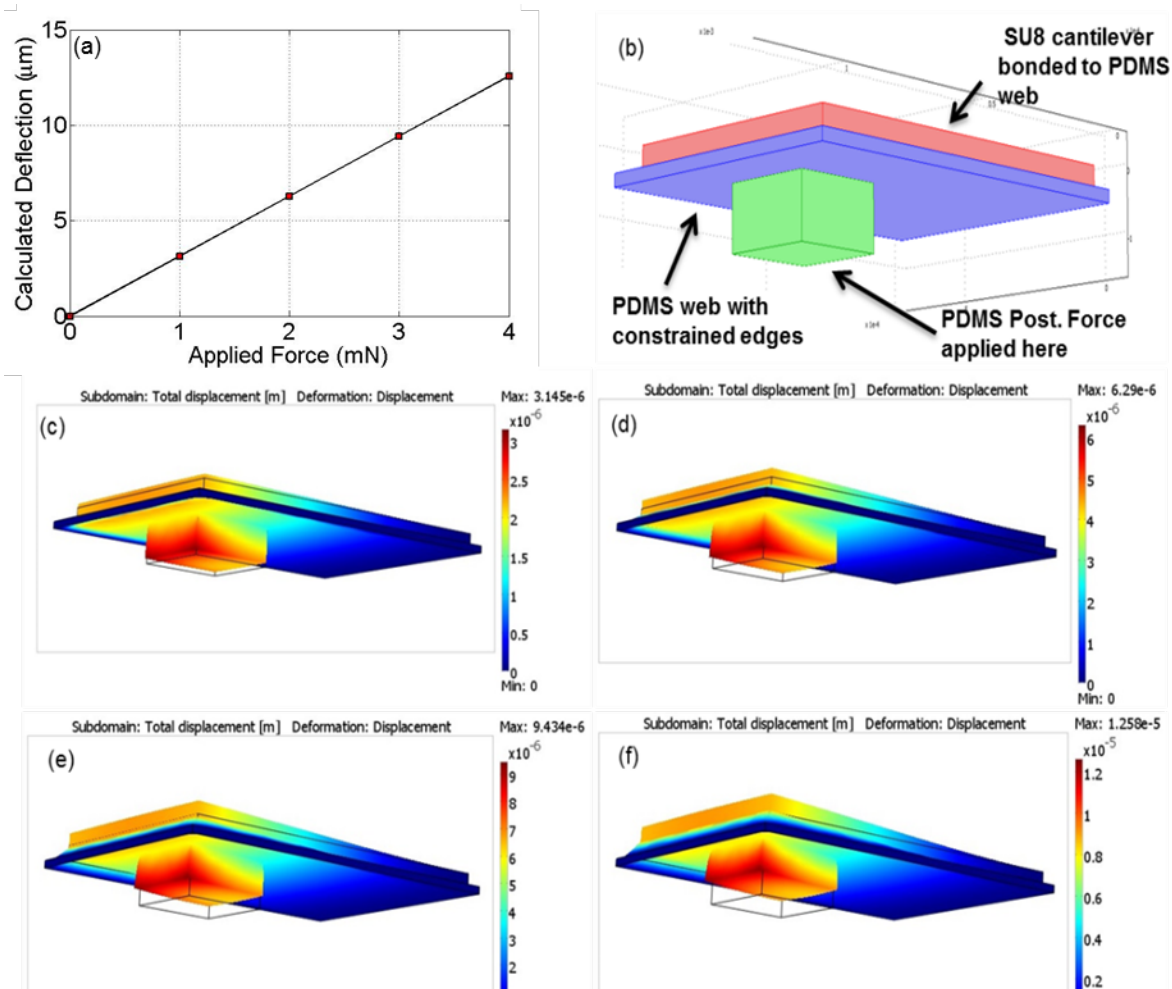 (a)
15
10
5
0
0
1
2
3
4
Calculated Deflection (μm)
Applied Force (mN)
(b)
SU8 cantilever
bonded to PDMS
web
PDMS web with
constrained edges
PDMS Post. Force
applied here
Subdomain: Total displacement [m] Deformation: Displacement
Max: 3.145e-6
(c)
x10⁻⁶
3
2.5
2
1.5
1
0.5
0
Min: 0
Subdomain: Total displacement [m] Deformation: Displacement
Max: 6.29e-6
(d)
x10⁻⁶
6
5
4
3
2
1
0
Min: 0
Subdomain: Total displacement [m] Deformation: Displacement
Max: 9.434e-6
(e)
x10⁻⁶
9
8
7
6
5
4
3
2
Subdomain: Total displacement [m] Deformation: Displacement
Max: 1.258e-5
(f)
x10⁻⁵
1.2
1
0.8
0.6
0.4
0.2